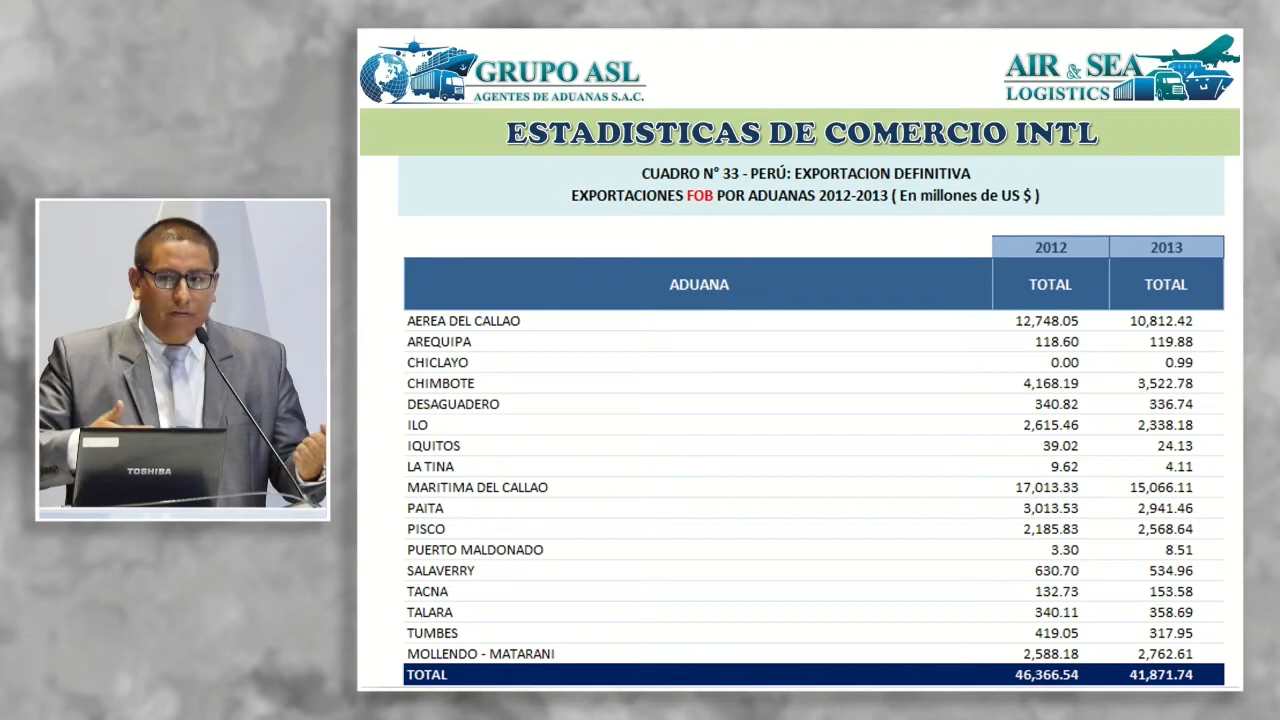 GRUPO ASL
AGENTES DE ADUANAS S.A.C.
AIR & SEA
LOGISTICS
ESTADISTICAS DE COMERCIO INTL
CUADRO N° 33 - PERÚ: EXPORTACION DEFINITIVA
EXPORTACIONES FOB POR ADUANAS 2012-2013 ( En millones de US $ )
2012 2013
ADUANA TOTAL TOTAL
AEREA DEL CALLAO 12,748.05 10,812.42
AREQUIPA 118.60 119.88
CHICLAYO 0.00 0.99
CHIMBOTE 4,168.19 3,522.78
DESAGUADERO 340.82 336.74
ILO 2,615.46 2,338.18
IQUITOS 39.02 24.13
LA TINA 9.62 4.11
MARITIMA DEL CALLAO 17,013.33 15,066.11
PAITA 3,013.53 2,941.46
PISCO 2,185.83 2,568.64
PUERTO MALDONADO 3.30 8.51
SALAVERRY 630.70 534.96
TACNA 132.73 153.58
TALARA 340.11 358.69
TUMBES 419.05 317.95
MOLLENDO - MATARANI 2,588.18 2,762.61
TOTAL 46,366.54 41,871.74
TOSHIBA